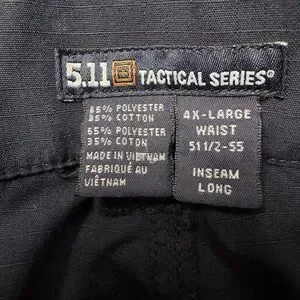 5.11 TACTICAL SERIES®
65% POLYESTER
35% COTTON
65% POLYESTER
35% COTTON
MADE IN VIETNAM
FABRIQUÉ AU
VIÊTNAM
4X-LARGE
WAIST
51 1/2-55
INSEAM
LONG